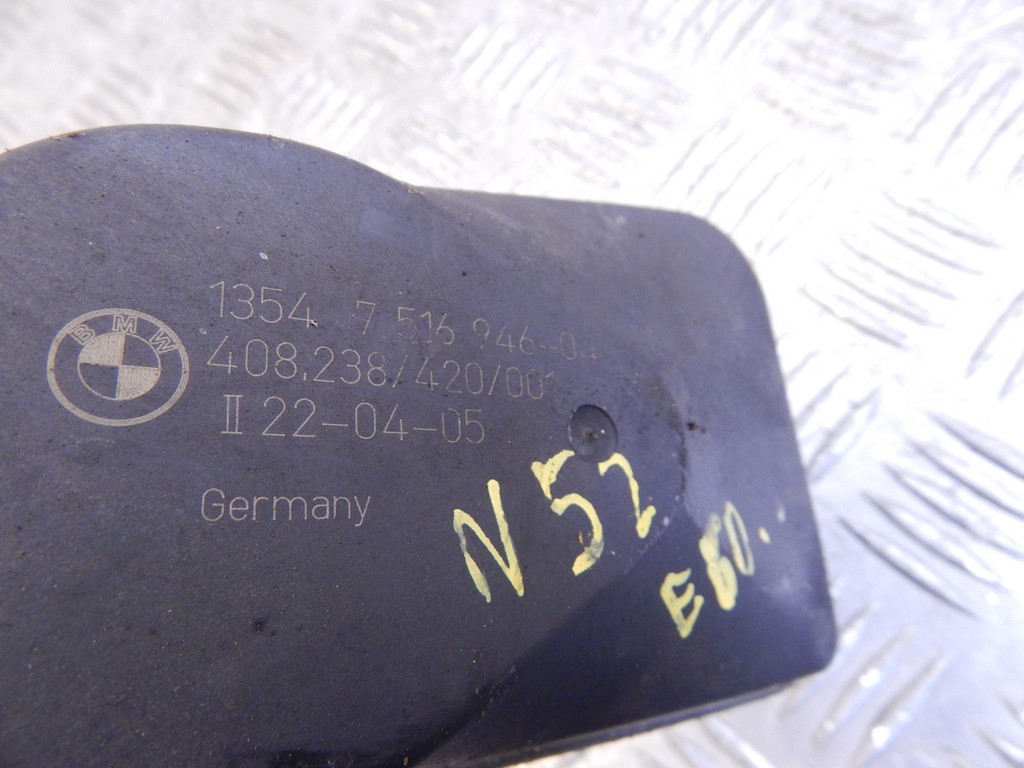 BMW
1354 7 516 946-04
408.238/420/001
II 22-04-05
Germany
N52
E60.